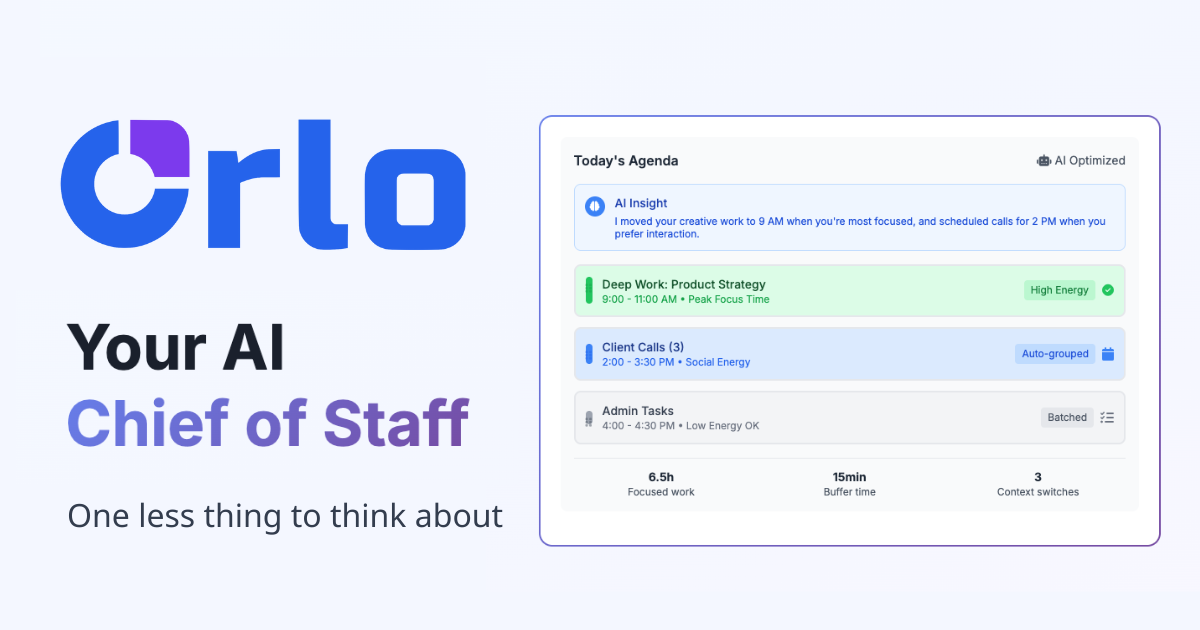 Orlo
Your AI
Chief of Staff
One less thing to think about
Today's Agenda
AI Optimized
AI Insight
I moved your creative work to 9 AM when you're most focused, and scheduled calls for 2 PM when you
prefer interaction.
Deep Work: Product Strategy
9:00 - 11:00 AM • Peak Focus Time
High Energy
Client Calls (3)
2:00 - 3:30 PM • Social Energy
Auto-grouped
Admin Tasks
4:00 - 4:30 PM • Low Energy OK
Batched
6.5h
Focused work
15min
Buffer time
3
Context switches